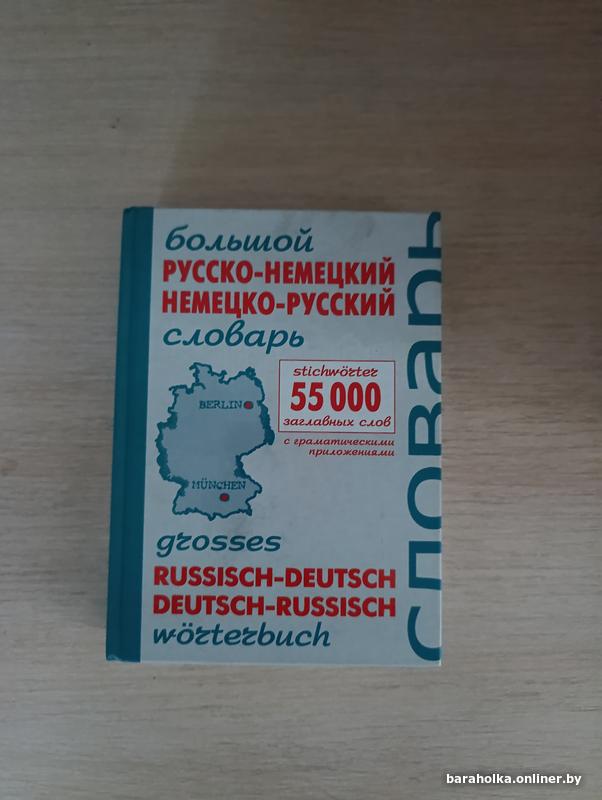 большой
РУССКО-НЕМЕЦКИЙ
НЕМЕЦКО-РУССКИЙ
словарь
stichwörter
55 000
заглавных слов
с граматическими
приложениями
BERLIN
MÜNCHEN
grosses
RUSSISCH-DEUTSCH
DEUTSCH-RUSSISCH
wörterbuch
словарь
baraholka.onliner.by